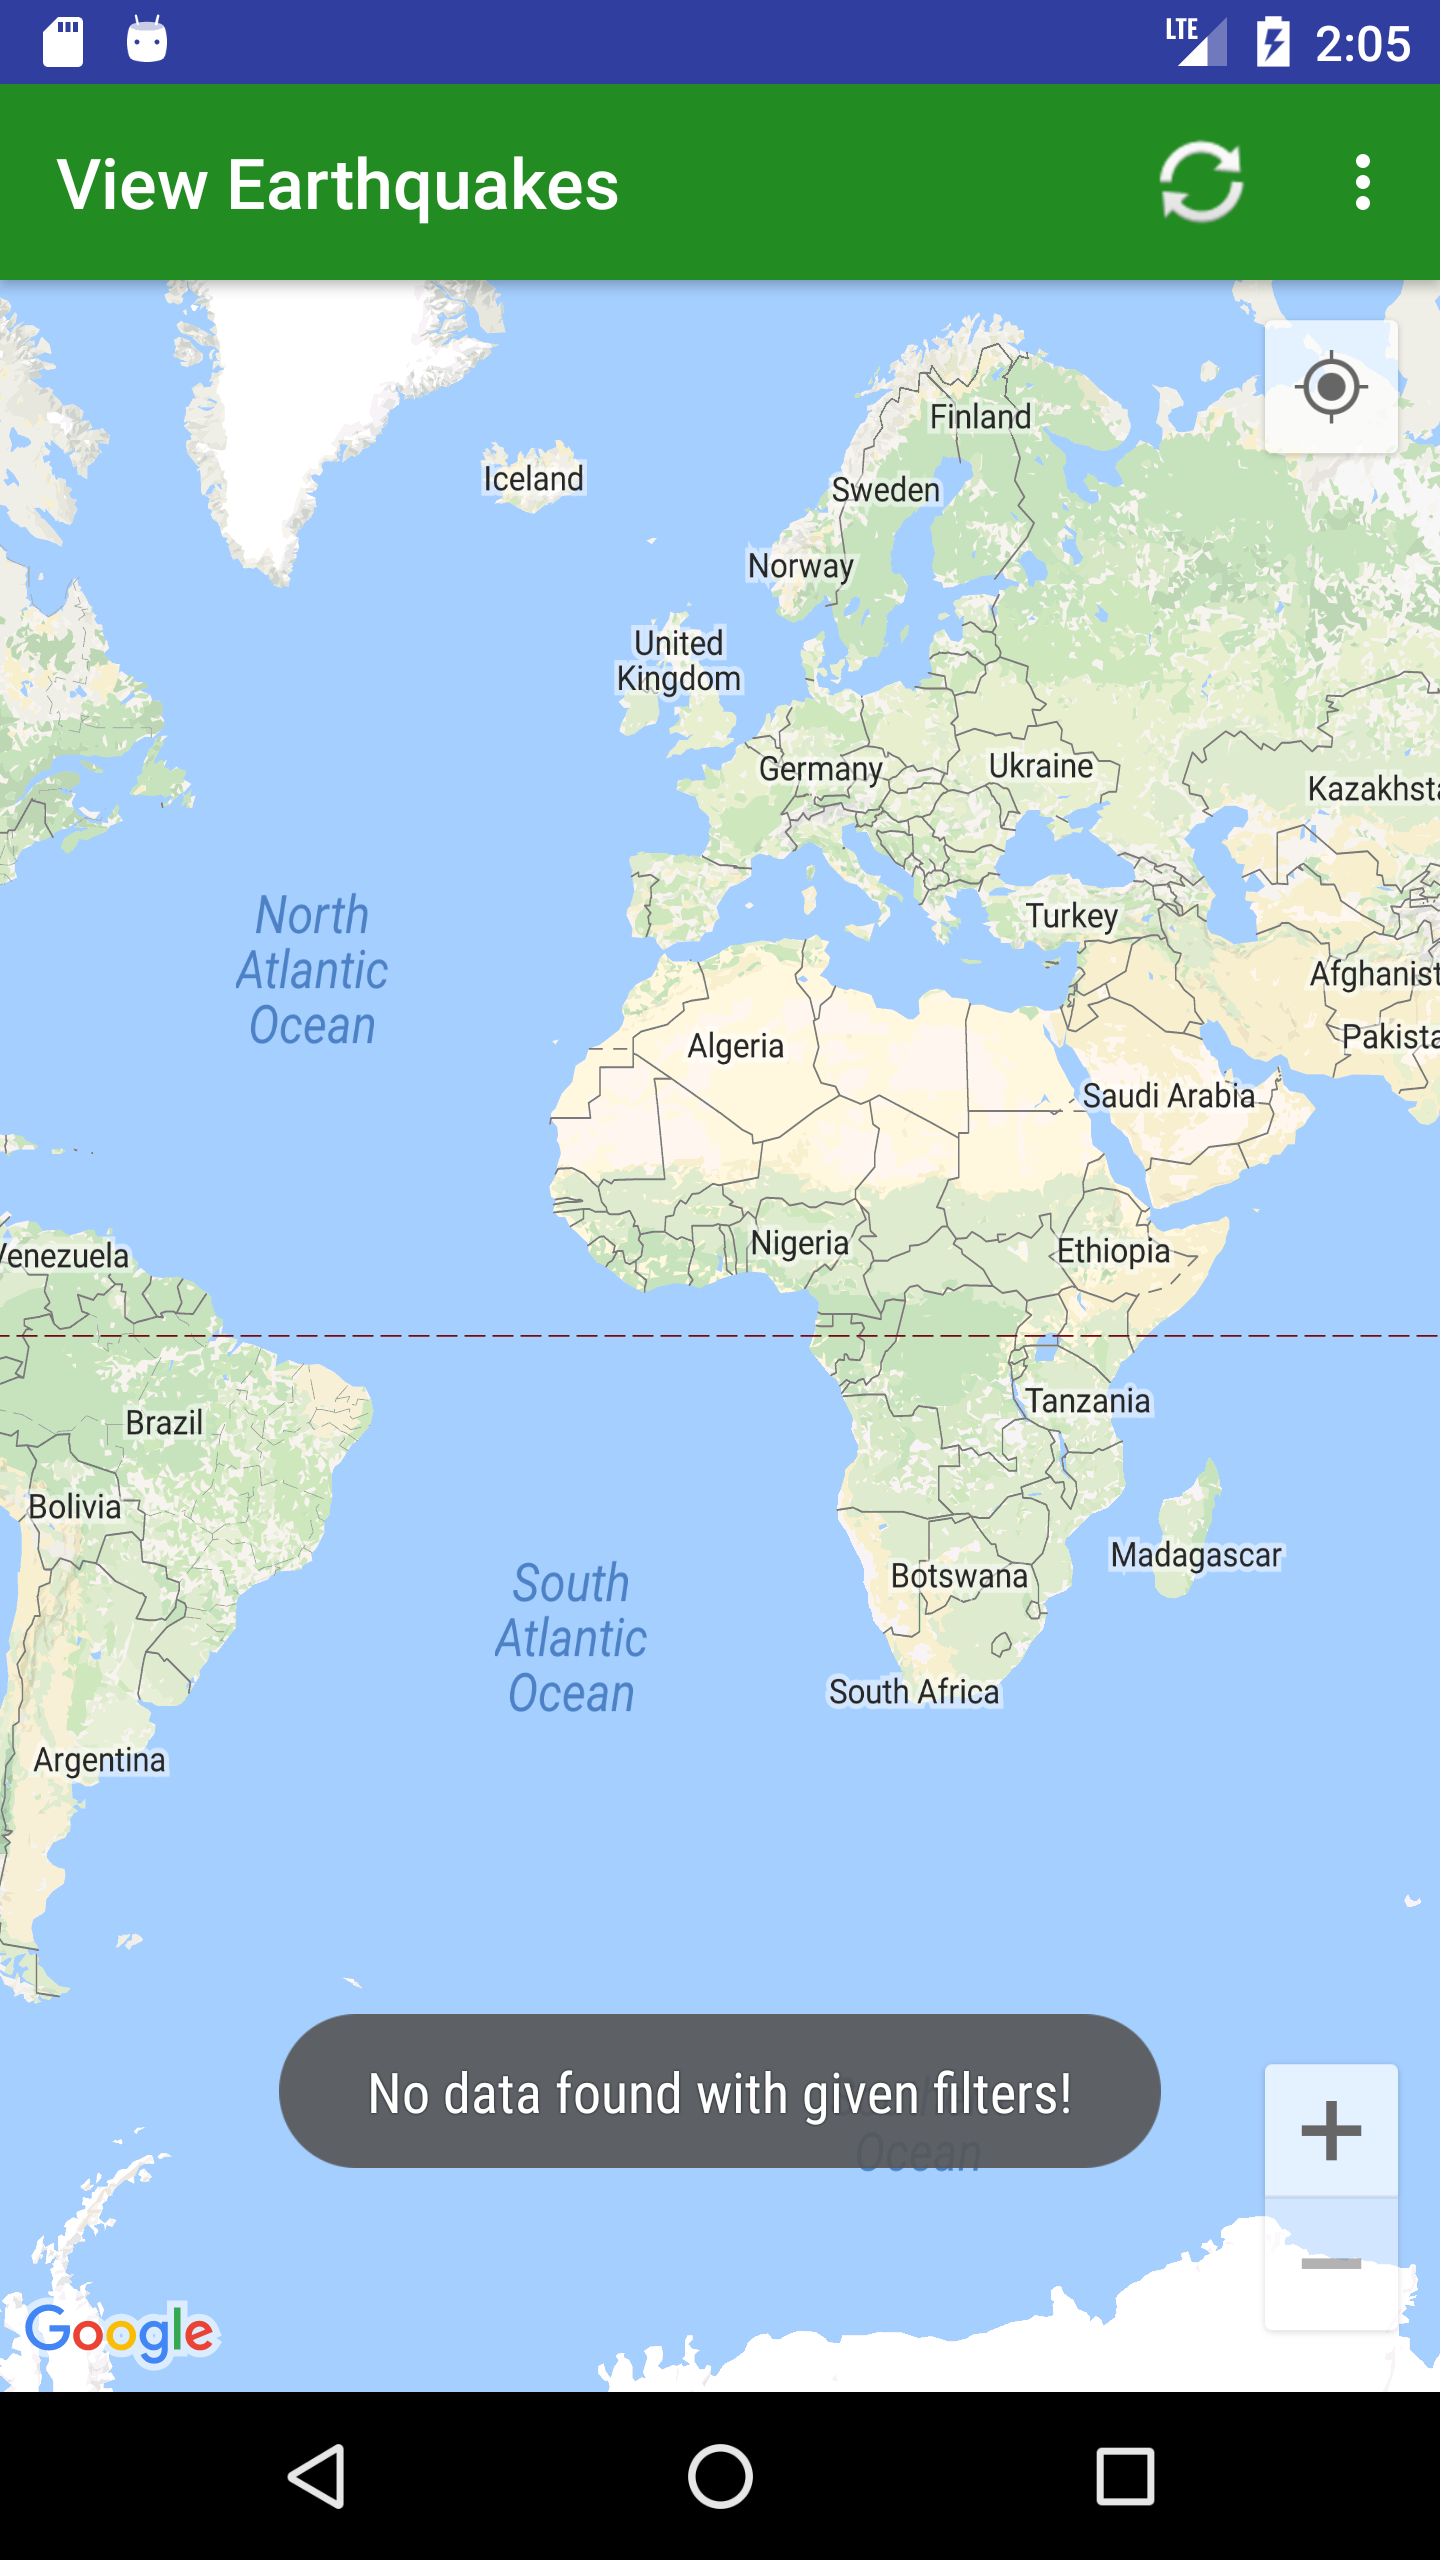 LTE 2:05
View Earthquakes
Finland
Iceland
Sweden
Norway
United
Kingdom
Germany
Ukraine
Kazakhsta
North
Atlantic
Ocean
Turkey
Afghanist
Pakista
Algeria
Saudi Arabia
Nigeria
Ethiopia
Venezuela
Tanzania
Brazil
Bolivia
Madagascar
Botswana
South
Atlantic
Ocean
South Africa
Argentina
No data found with given filters!
Ocean
Google